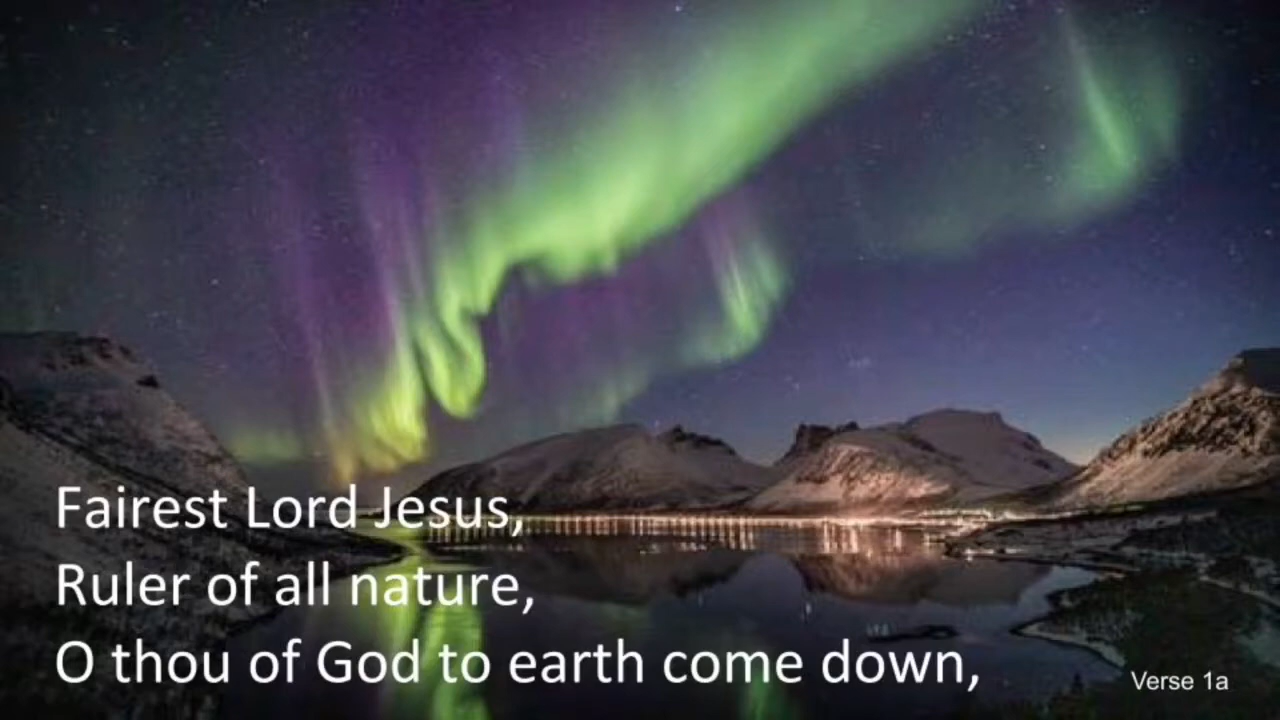 Fairest Lord Jesus,
Ruler of all nature,
O thou of God to earth come down,
Verse 1a